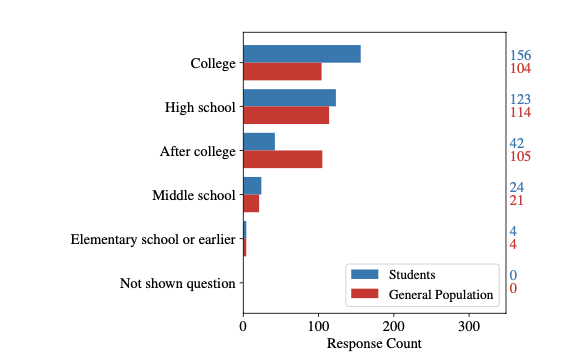 College
156
104
High school
123
114
After college
42
105
Middle school
24
21
Elementary school or earlier
4
4
Not shown question
0
0
Students
General Population
0 100 200 300
Response Count